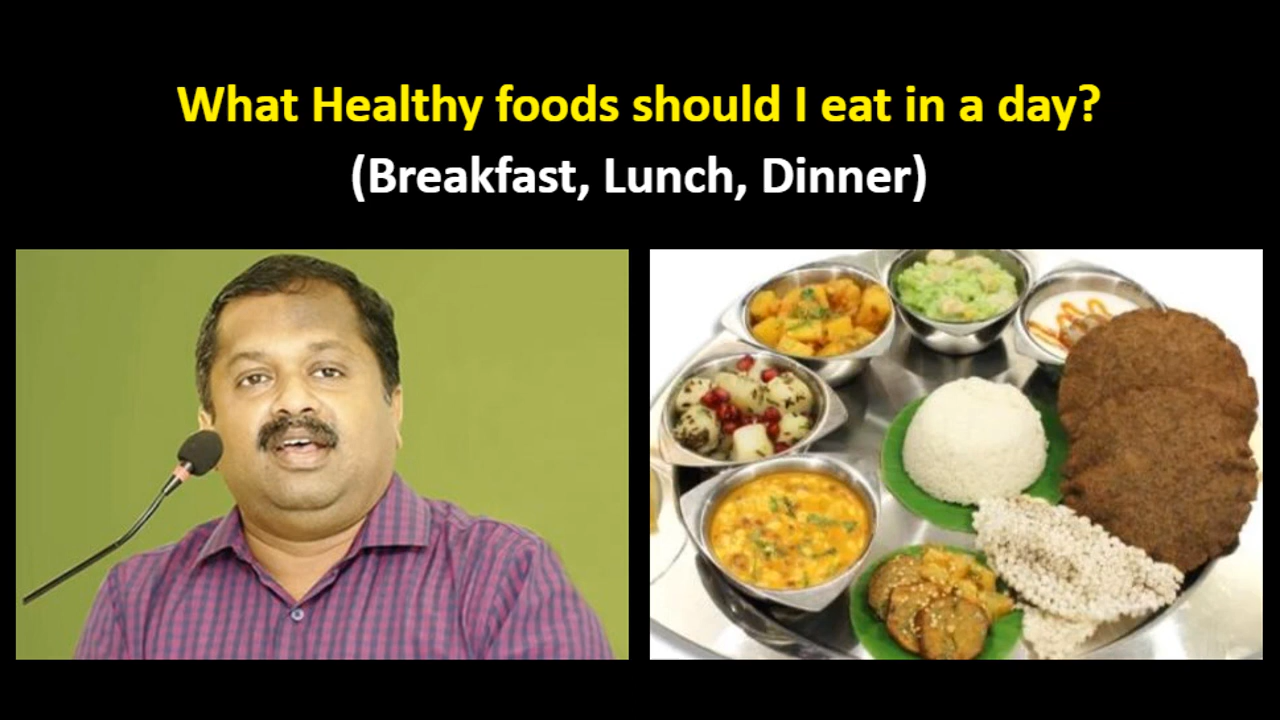 What Healthy foods should I eat in a day?
(Breakfast, Lunch, Dinner)